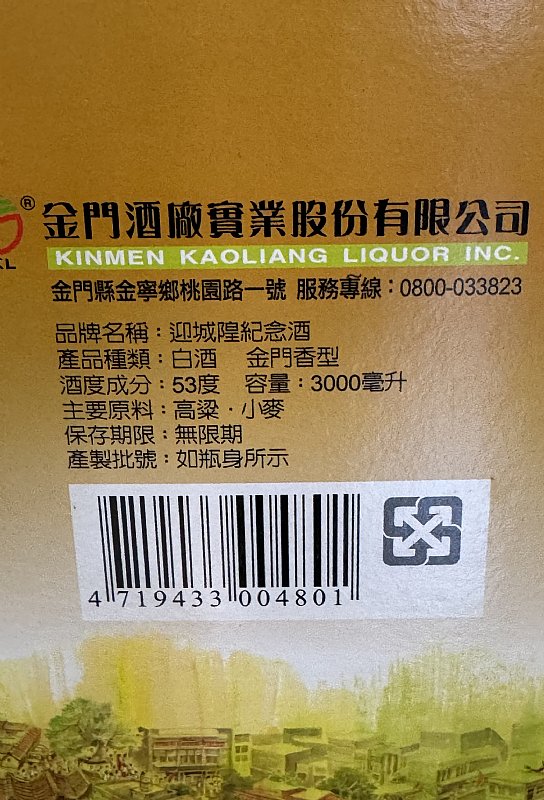 ®
金門酒廠實業股份有限公司
KL
KINMEN KAOLIANG LIQUOR INC.
金門縣金寧鄉桃園路一號 服務專線：0800-033823
品牌名稱：迎城隍紀念酒
產品種類：白酒 金門香型
酒度成分：53度 容量：3000毫升
主要原料：高粱·小麥
保存期限：無限期
產製批號：如瓶身所示
4 719433 004801